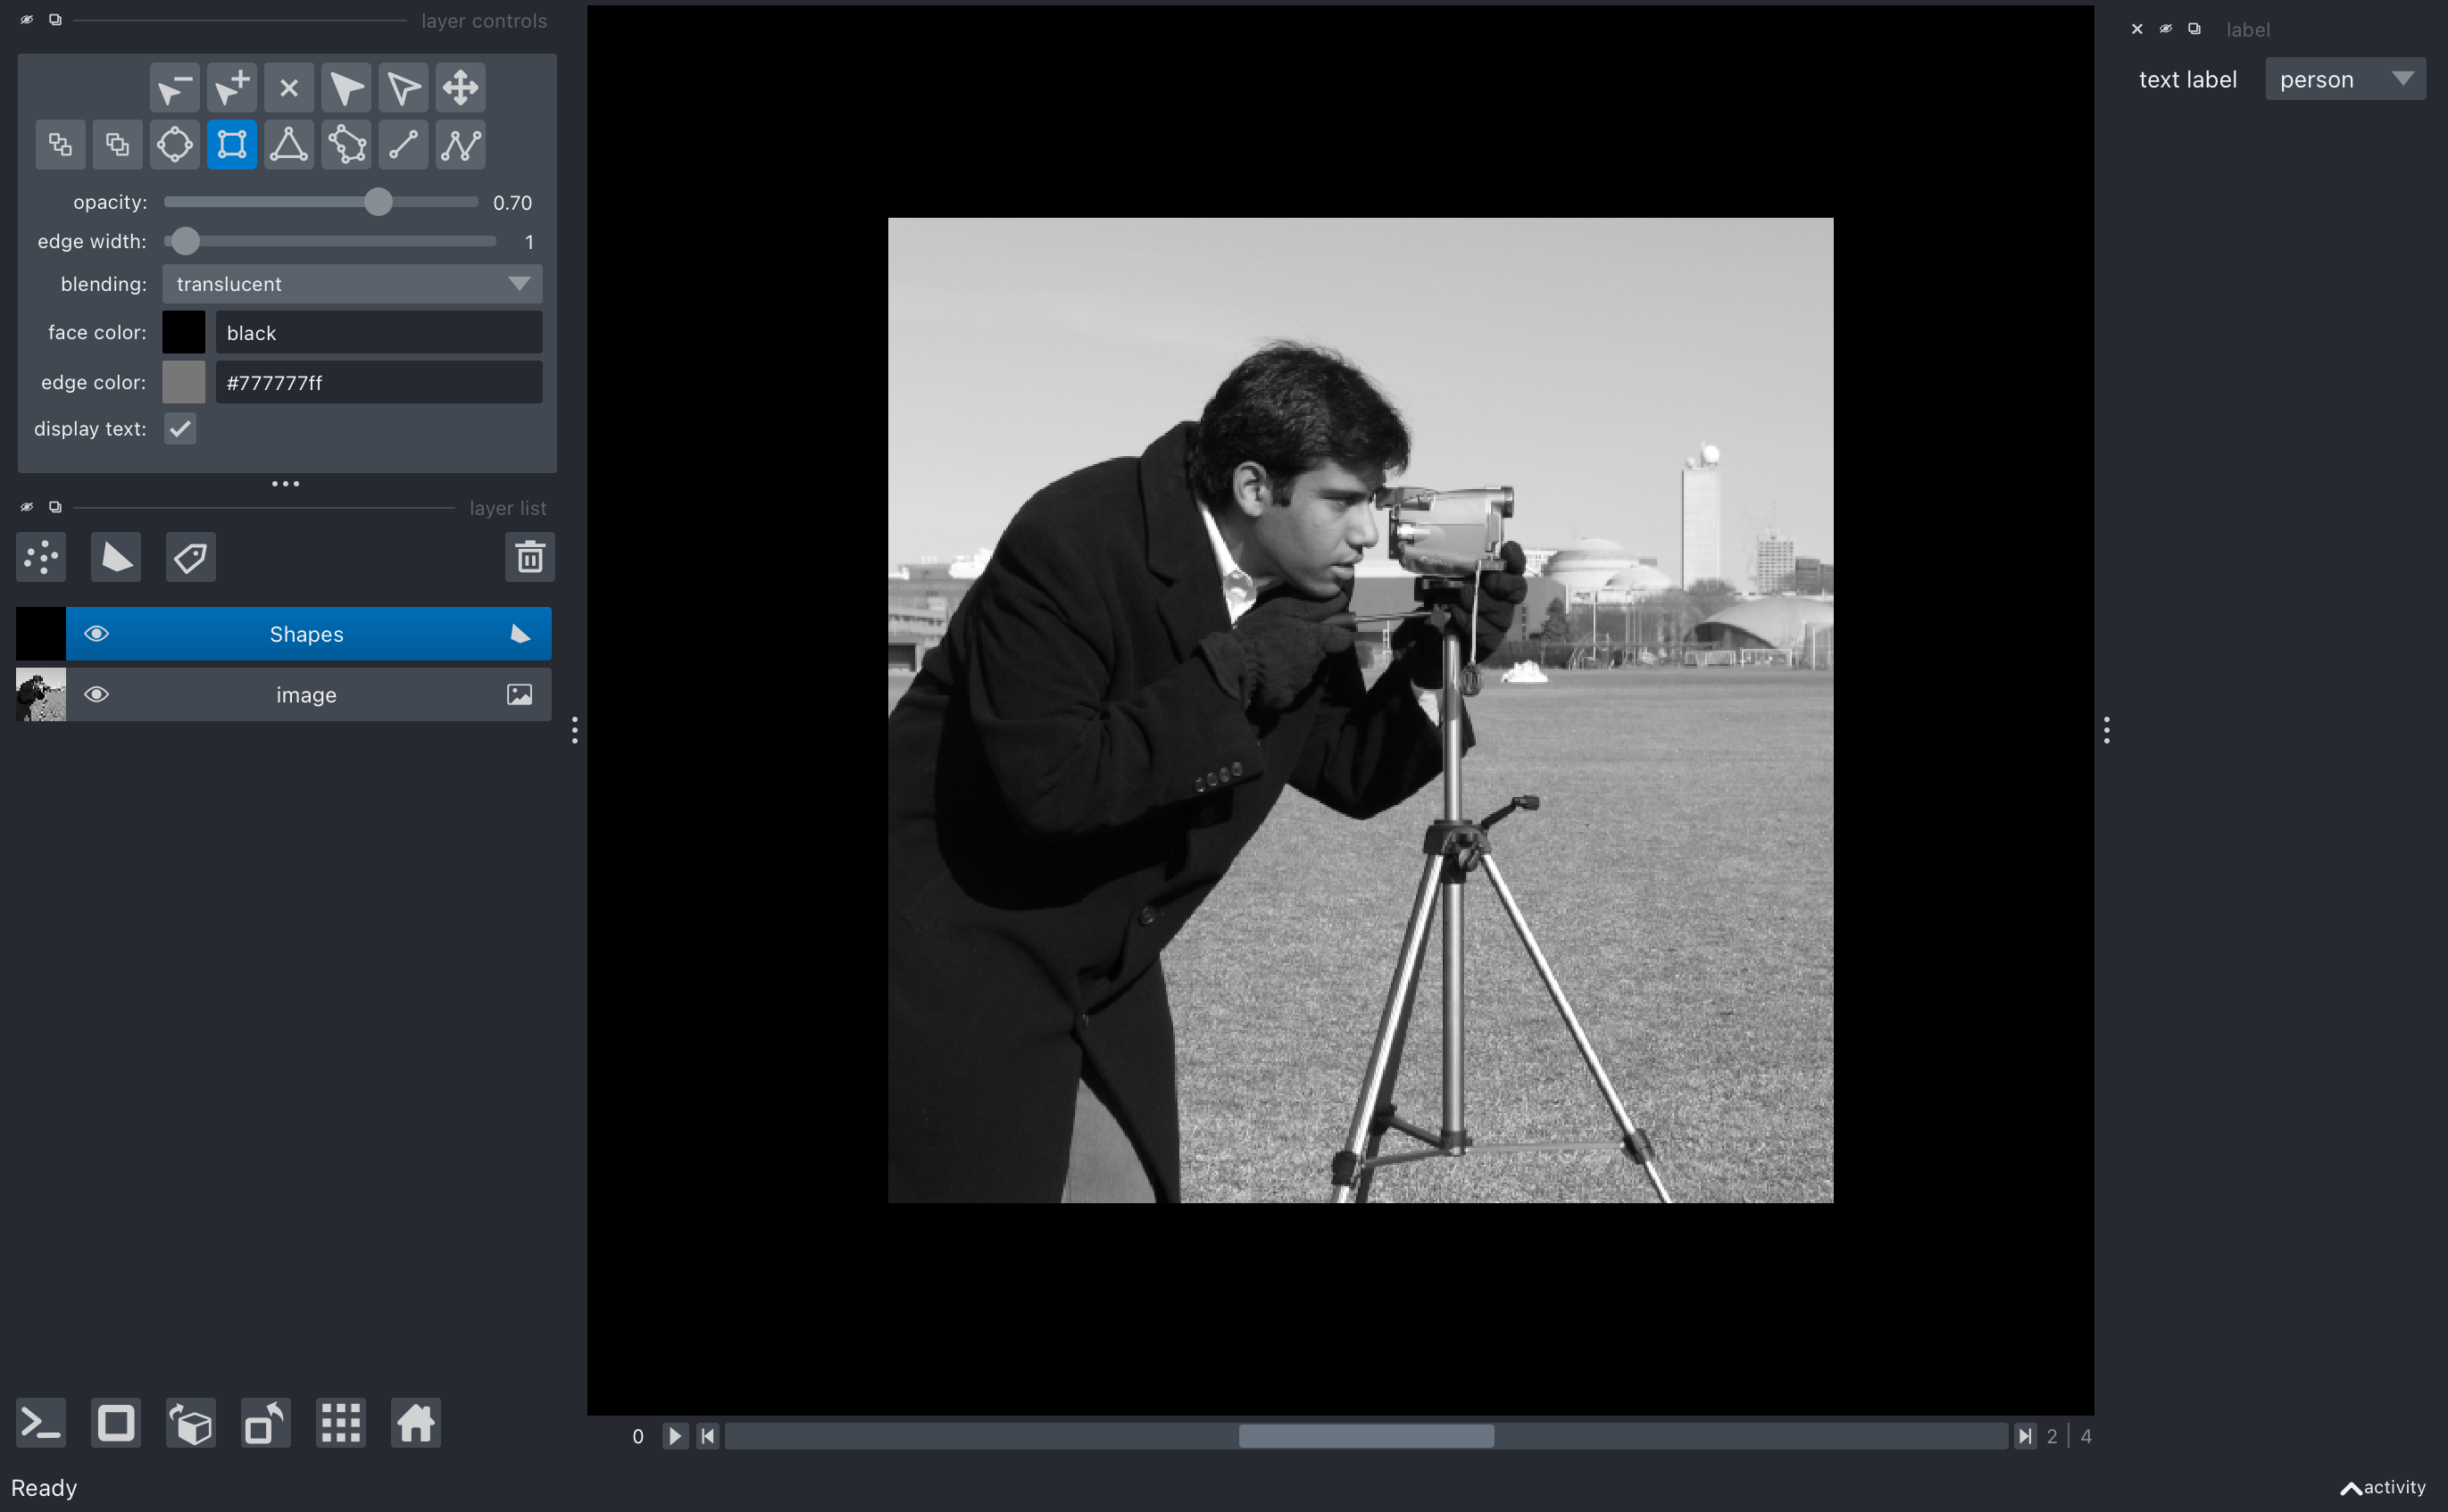 layer controls
opacity: 0.70
edge width: 1
blending: translucent
face color: black
edge color: #777777ff
display text:
layer list
Shapes
image
Ready
0
2 | 4
label
text label person
activity